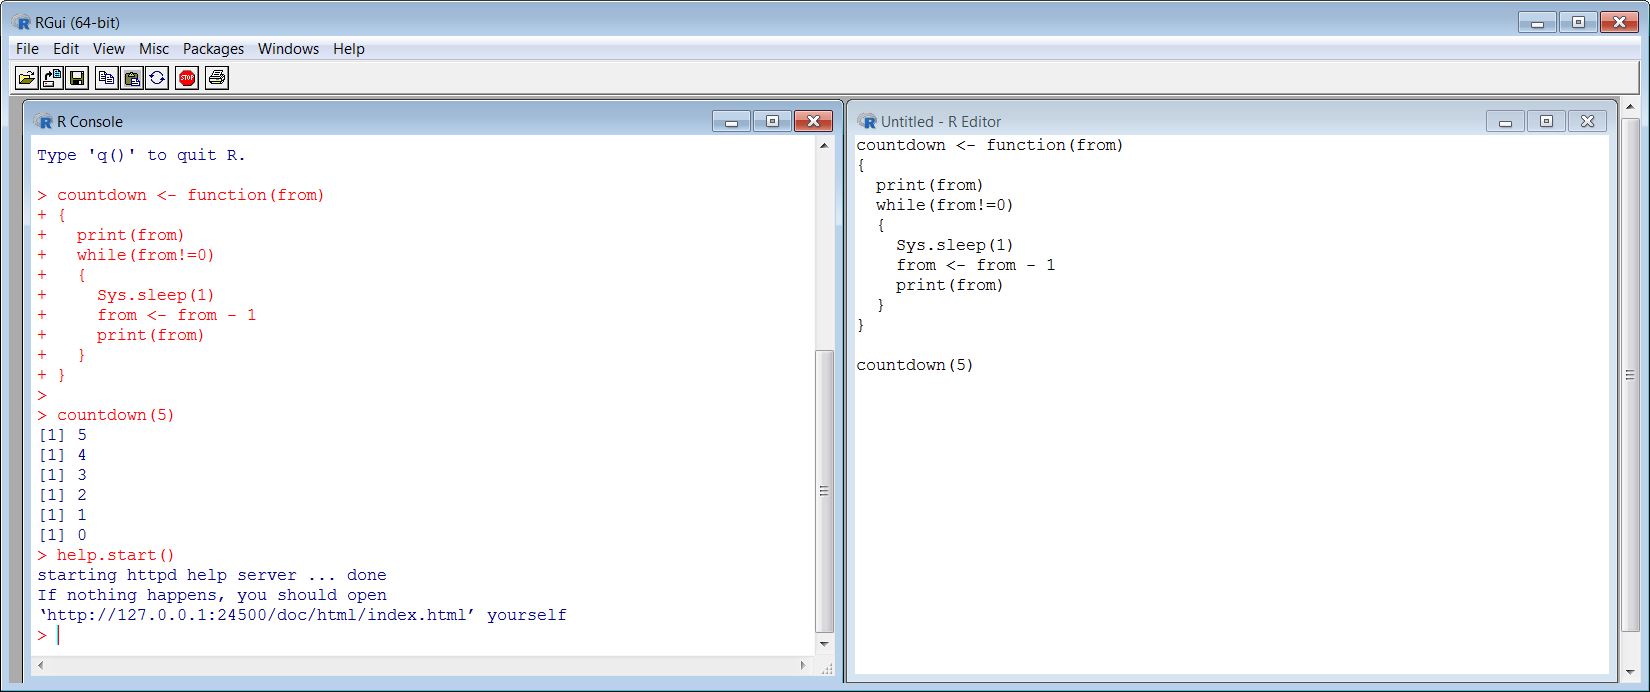 RGui (64-bit)
File Edit View Misc Packages Windows Help
STOP
R Console
Type 'q()' to quit R.
> countdown <- function(from)
+ {
+   print(from)
+   while(from!=0)
+   {
+     Sys.sleep(1)
+     from <- from - 1
+     print(from)
+   }
+ }
>
> countdown(5)
[1] 5
[1] 4
[1] 3
[1] 2
[1] 1
[1] 0
> help.start()
starting httpd help server ... done
If nothing happens, you should open
‘http://127.0.0.1:24500/doc/html/index.html’ yourself
>
Untitled - R Editor
countdown <- function(from)
{
  print(from)
  while(from!=0)
  {
    Sys.sleep(1)
    from <- from - 1
    print(from)
  }
}
countdown(5)